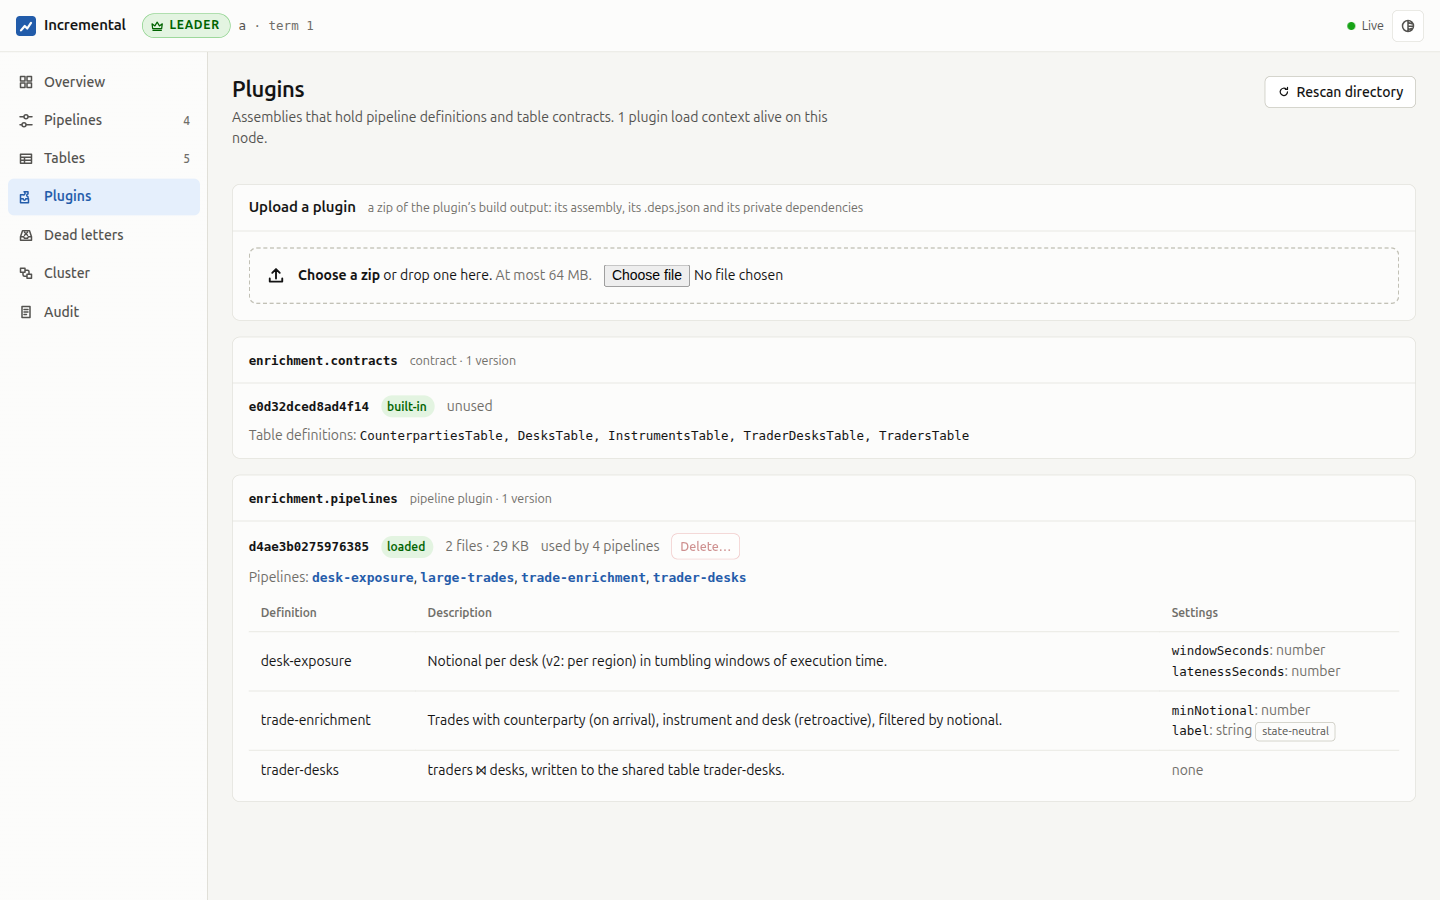 Incremental LEADER a · term 1 Live
Overview
Pipelines 4
Tables 5
Plugins
Dead letters
Cluster
Audit
Plugins
Rescan directory
Assemblies that hold pipeline definitions and table contracts. 1 plugin load context alive on this
node.
Upload a plugin a zip of the plugin’s build output: its assembly, its .deps.json and its private dependencies
Choose a zip or drop one here. At most 64 MB. Choose file No file chosen
enrichment.contracts contract · 1 version
e0d32dced8ad4f14 built-in unused
Table definitions: CounterpartiesTable, DesksTable, InstrumentsTable, TraderDesksTable, TradersTable
enrichment.pipelines pipeline plugin · 1 version
d4ae3b0275976385 loaded 2 files · 29 KB used by 4 pipelines Delete…
Pipelines: desk-exposure, large-trades, trade-enrichment, trader-desks
Definition Description Settings
desk-exposure Notional per desk (v2: per region) in tumbling windows of execution time. windowSeconds: number
latenessSeconds: number
trade-enrichment Trades with counterparty (on arrival), instrument and desk (retroactive), filtered by notional. minNotional: number
label: string state-neutral
trader-desks traders ⋈ desks, written to the shared table trader-desks. none